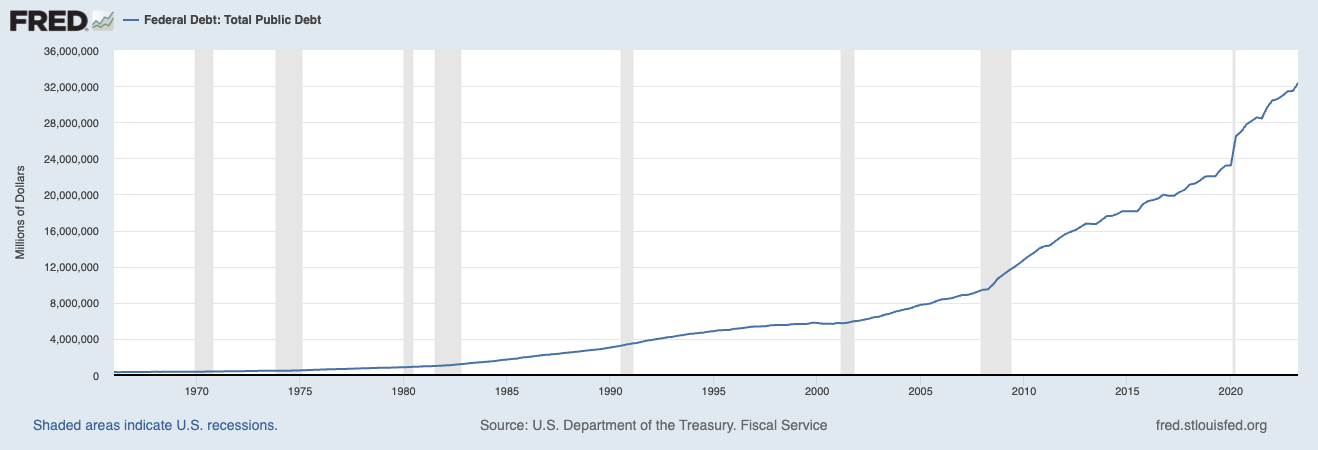 FRED
Federal Debt: Total Public Debt
36,000,000
32,000,000
28,000,000
24,000,000
20,000,000
16,000,000
12,000,000
8,000,000
4,000,000
0
Millions of Dollars
1970 1975 1980 1985 1990 1995 2000 2005 2010 2015 2020
Shaded areas indicate U.S. recessions.
Source: U.S. Department of the Treasury. Fiscal Service
fred.stlouisfed.org